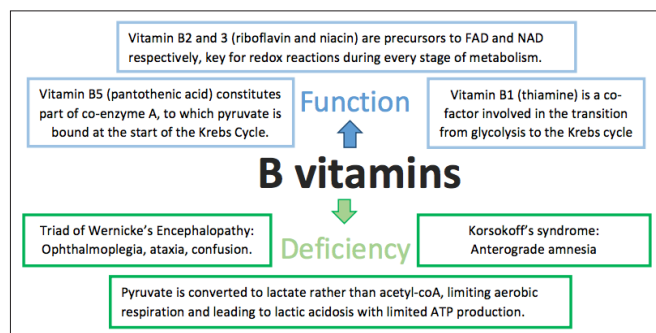 Vitamin B2 and 3 (riboflavin and niacin) are precursors to FAD and NAD
respectively, key for redox reactions during every stage of metabolism.
Vitamin B5 (pantothenic acid) constitutes
part of co-enzyme A, to which pyruvate is
bound at the start of the Krebs Cycle.
Function
Vitamin B1 (thiamine) is a co-
factor involved in the transition
from glycolysis to the Krebs cycle
B vitamins
Triad of Wernicke's Encephalopathy:
Ophthalmoplegia, ataxia, confusion.
Deficiency
Korsokoff's syndrome:
Anterograde amnesia
Pyruvate is converted to lactate rather than acetyl-coA, limiting aerobic
respiration and leading to lactic acidosis with limited ATP production.